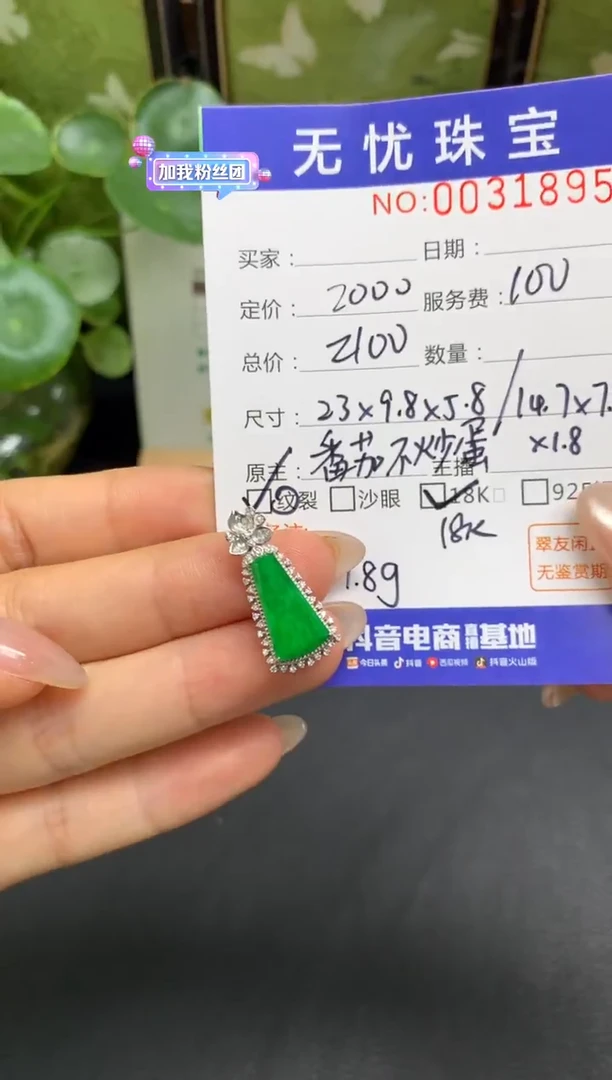 无忧珠宝
加我粉丝团
NO:0031895
买家： 日期：
定价： 2000 服务费： 100
总价： 2100 数量：
尺寸： 23×9.8×5.8/14.7×7.
×1.8
原主： 番茄不炒蛋 主播
纹裂 沙眼 18K 925
18K
翠友闲
1.8g 无鉴赏期
抖音电商直播基地
今日头条 抖音 西瓜视频 抖音火山版